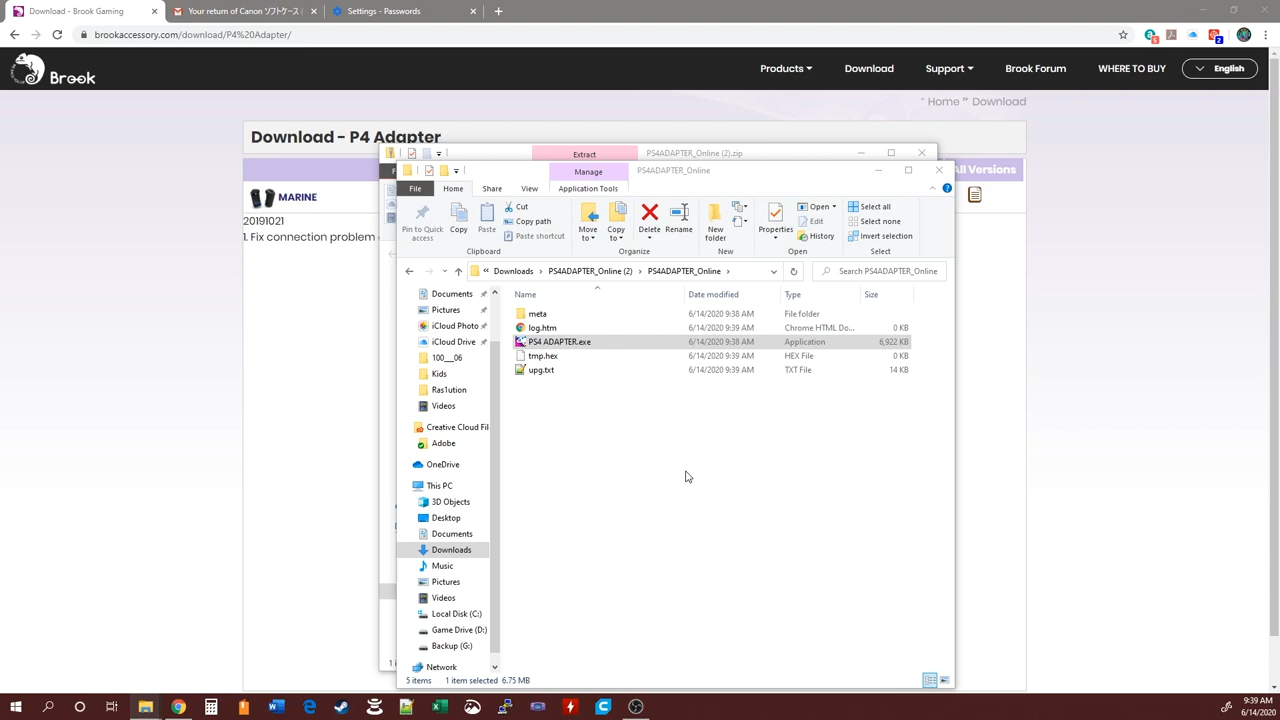 Download - Brook Gaming
Your return of Canon ソフトケース (
Settings - Passwords
brookaccessory.com/download/P4%20Adapter/
Brook
Products
Download
Support
Brook Forum
WHERE TO BUY
English
Home » Download
Download - P4 Adapter
All Versions
MARINE
20191021
1. Fix connection problem
Extract
PS4ADAPTER_Online (2).zip
Manage
PS4ADAPTER_Online
File
Home
Share
View
Application Tools
Pin to Quick access
Copy
Paste
Cut
Copy path
Paste shortcut
Move to
Copy to
Delete
Rename
New folder
Properties
Open
Edit
History
Select all
Select none
Invert selection
Clipboard
Organize
New
Open
Select
« Downloads > PS4ADAPTER_Online (2) > PS4ADAPTER_Online >
Search PS4ADAPTER_Online
Name
Date modified
Type
Size
meta
6/14/2020 9:38 AM
File folder
log.htm
6/14/2020 9:39 AM
Chrome HTML Do...
0 KB
PS4 ADAPTER.exe
6/14/2020 9:38 AM
Application
6,922 KB
tmp.hex
6/14/2020 9:39 AM
HEX File
0 KB
upg.txt
6/14/2020 9:39 AM
TXT File
14 KB
Documents
Pictures
iCloud Photo
iCloud Drive
100___06
Kids
Ras1ution
Videos
Creative Cloud Fil
Adobe
OneDrive
This PC
3D Objects
Desktop
Documents
Downloads
Music
Pictures
Videos
Local Disk (C:)
Game Drive (D:)
Backup (G:)
Network
5 items
1 item selected 6.75 MB
9:39 AM
6/14/2020